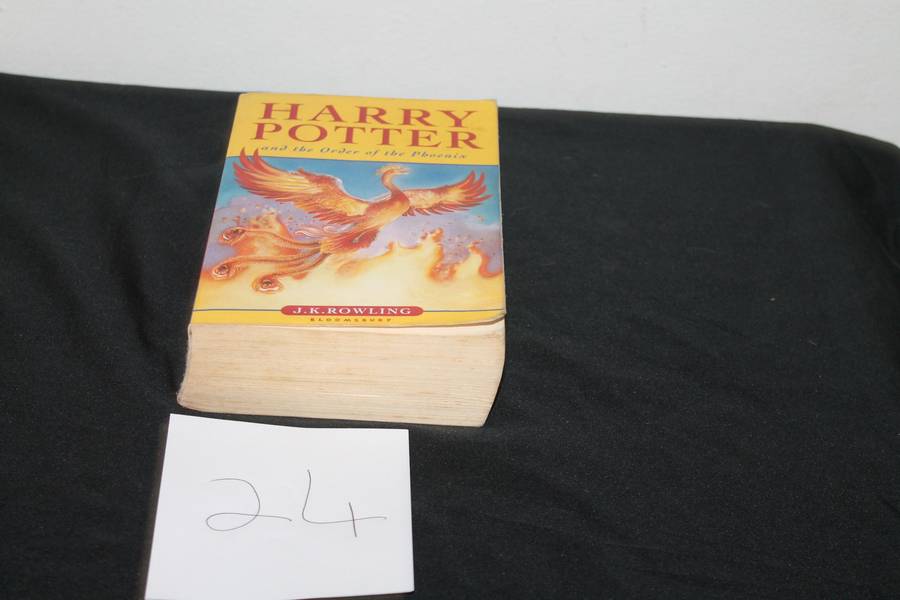 HARRY
POTTER
and the Order of the Phoenix
J.K.ROWLING
BLOOMSBURY
24